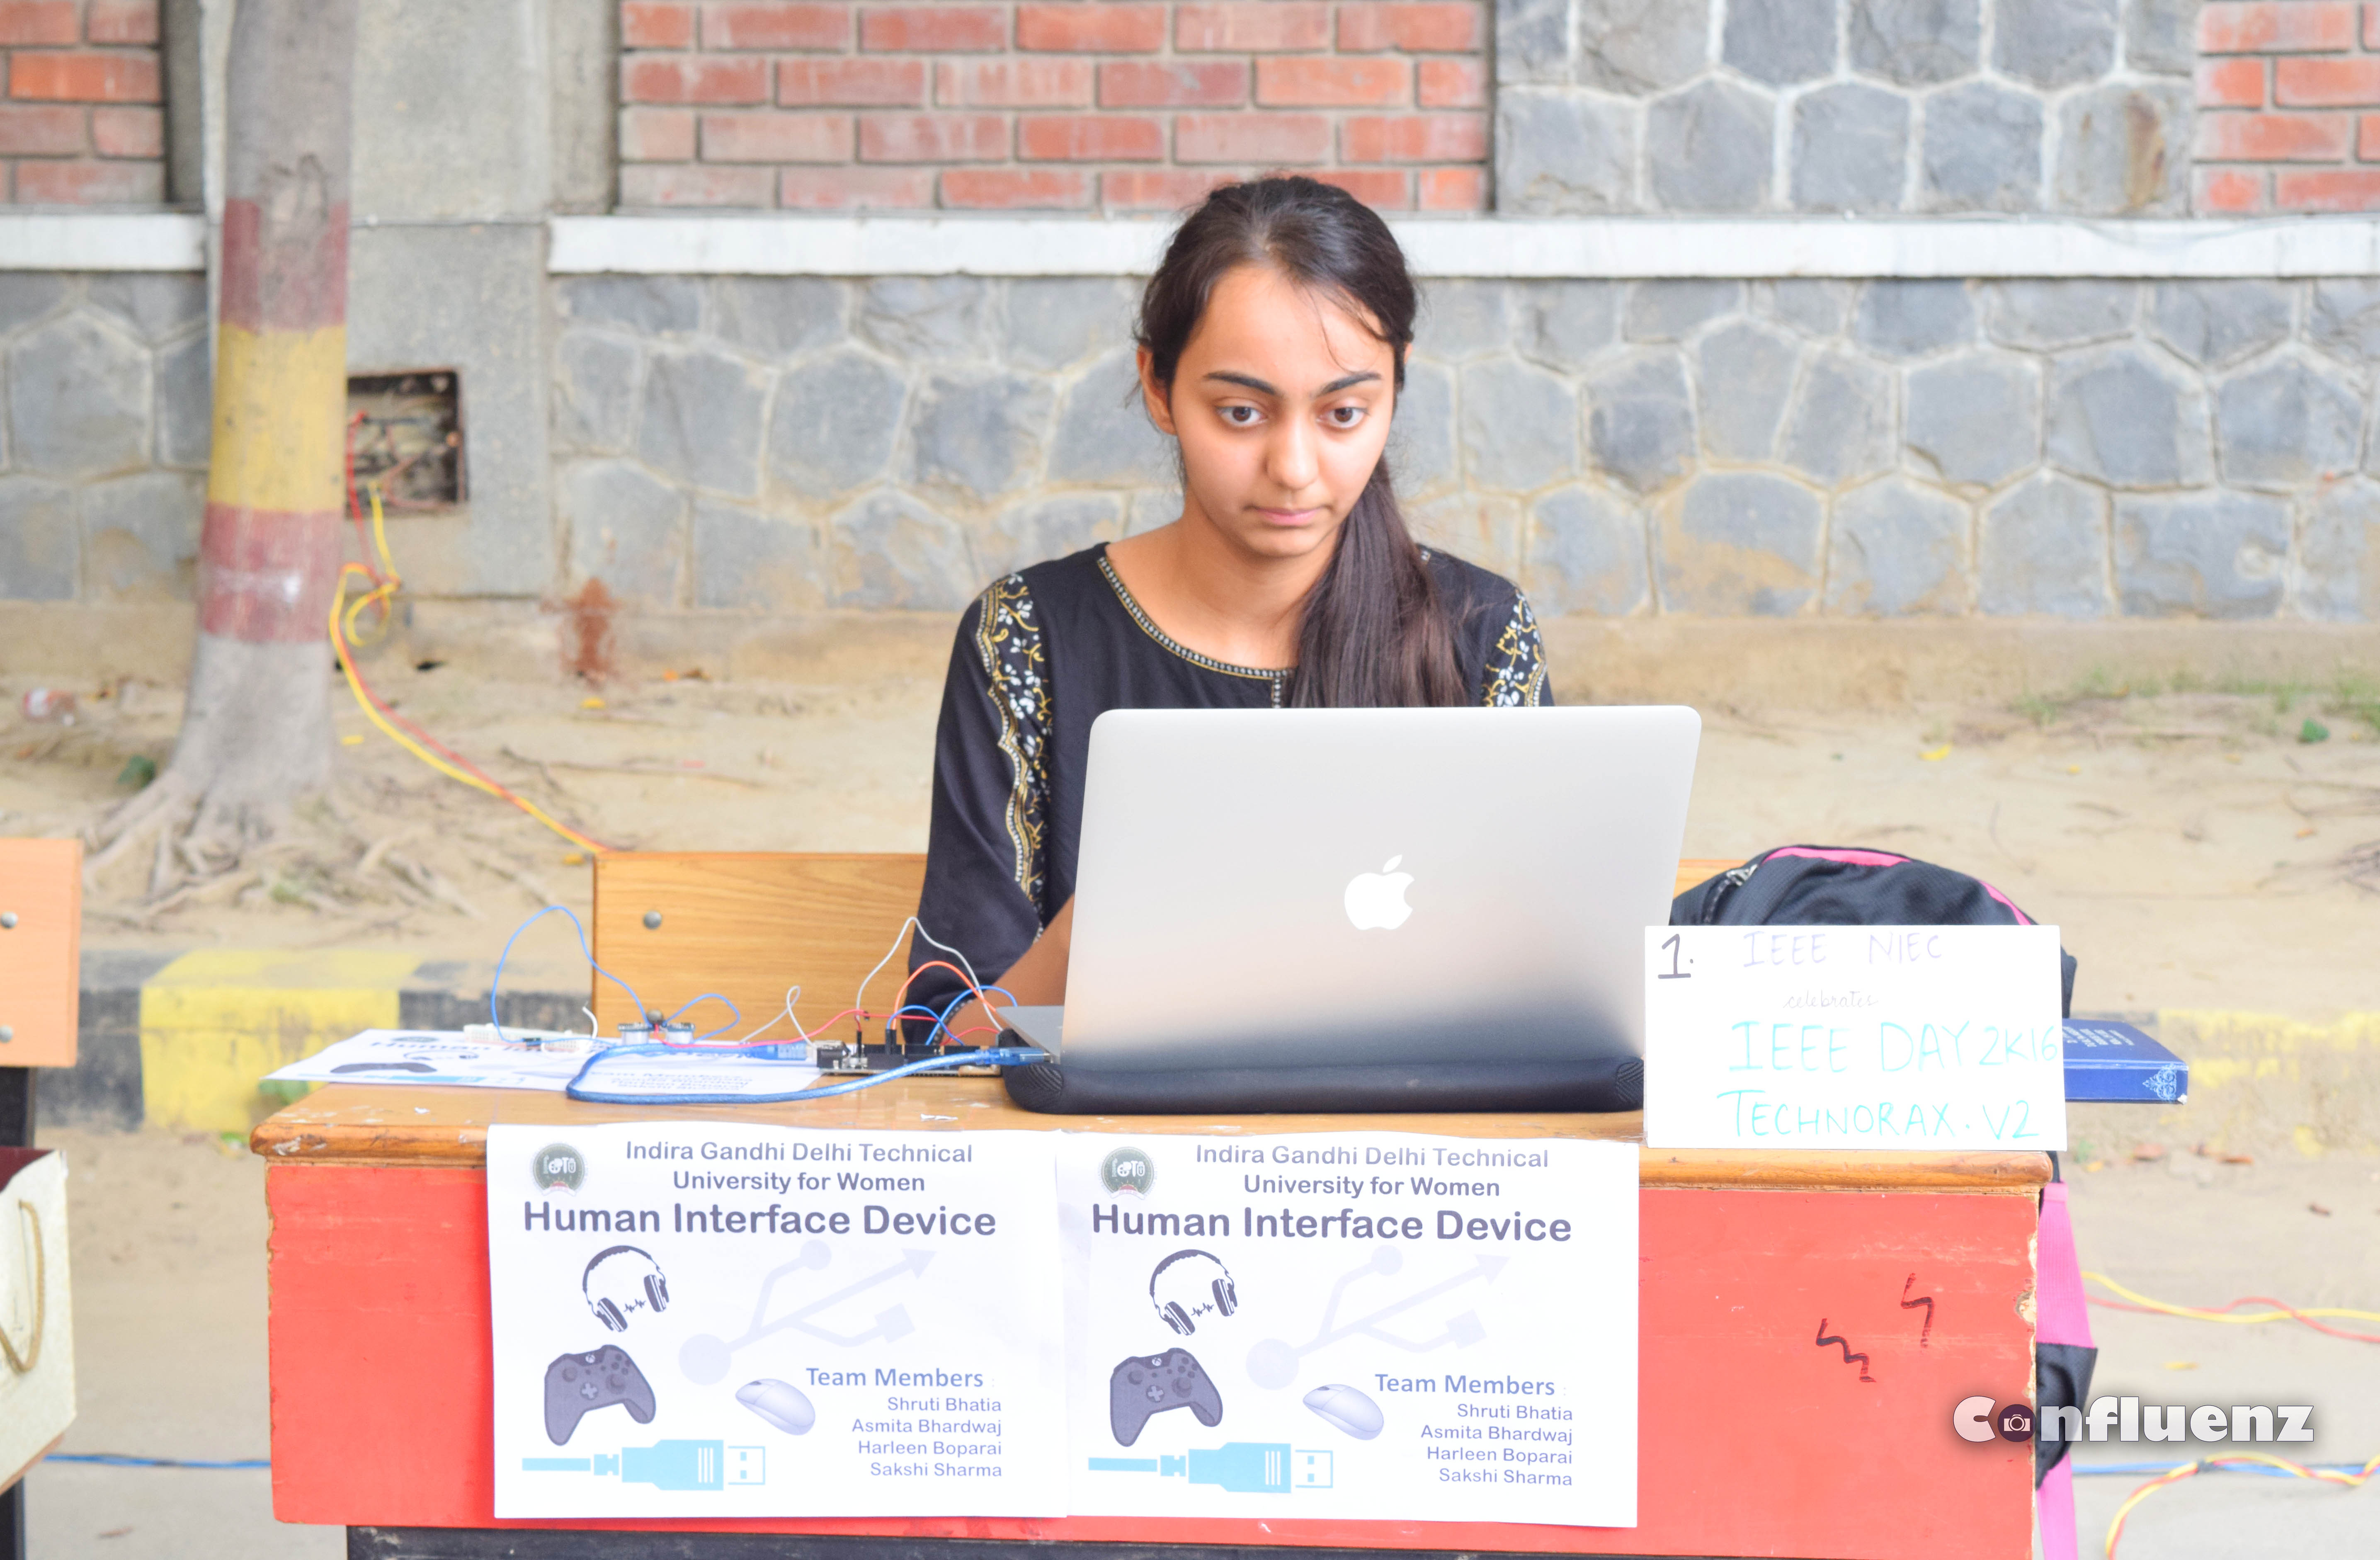 1. IEEE NIEC
celebrates
IEEE DAY 2K16
TECHNORAX. V2
Indira Gandhi Delhi Technical
University for Women
Human Interface Device
Team Members :
Shruti Bhatia
Asmita Bhardwaj
Harleen Boparai
Sakshi Sharma
Indira Gandhi Delhi Technical
University for Women
Human Interface Device
Team Members :
Shruti Bhatia
Asmita Bhardwaj
Harleen Boparai
Sakshi Sharma
Confluenz